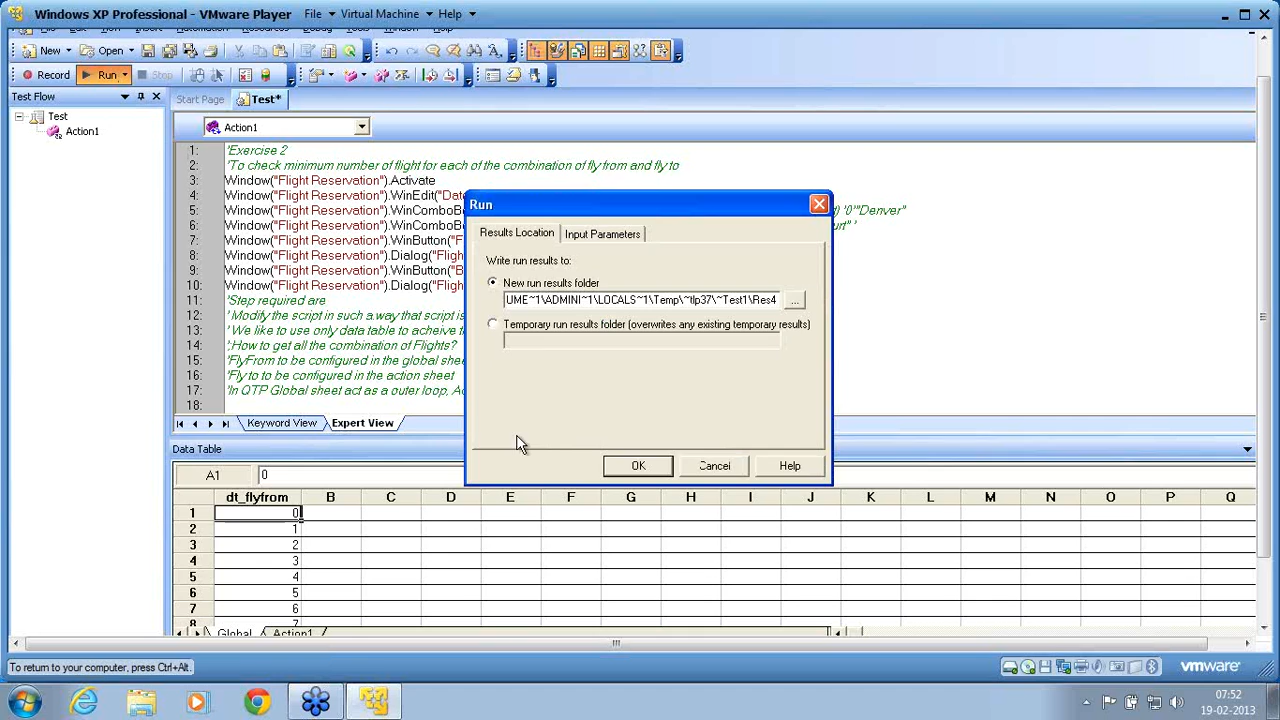 Windows XP Professional - VMware Player
File
Virtual Machine
Help
New
Open
Record
Run
Stop
Test Flow
Start Page
Test*
Test
Action1
Action1
1: 'Exercise 2
2: 'To check minimum number of flight for each of the combination of fly from and fly to
3: Window("Flight Reservation").Activate
4: Window("Flight Reservation").WinEdit("Da
5: Window("Flight Reservation").WinComboB t) '0'"Denver"
6: Window("Flight Reservation").WinComboB urt" '
7: Window("Flight Reservation").WinButton("F
8: Window("Flight Reservation").Dialog("Fligh
9: Window("Flight Reservation").WinButton("B
10: Window("Flight Reservation").Dialog("Fligh
11: 'Step required are
12: ' Modify the script in such a.way that script is
13: ' We like to use only data table to acheive t
14: ':How to get all the combination of Flights?
15: 'FlyFrom to be configured in the global shee
16: 'Fly to to be configured in the action sheet
17: 'In QTP Global sheet act as a outer loop, A
18:
Keyword View
Expert View
Run
Results Location
Input Parameters
Write run results to:
New run results folder
UME~1\ADMINI~1\LOCALS~1\Temp\~tlp37\~Test1\Res4
...
Temporary run results folder (overwrites any existing temporary results)
OK
Cancel
Help
Data Table
A1
0
dt_flyfrom B C D E F G H I J K L M N O P Q
1 0
2 1
3 2
4 3
5 4
6 5
7 6
8 7
Global
Action1
To return to your computer, press Ctrl+Alt.
vmware
07:52
19-02-2013